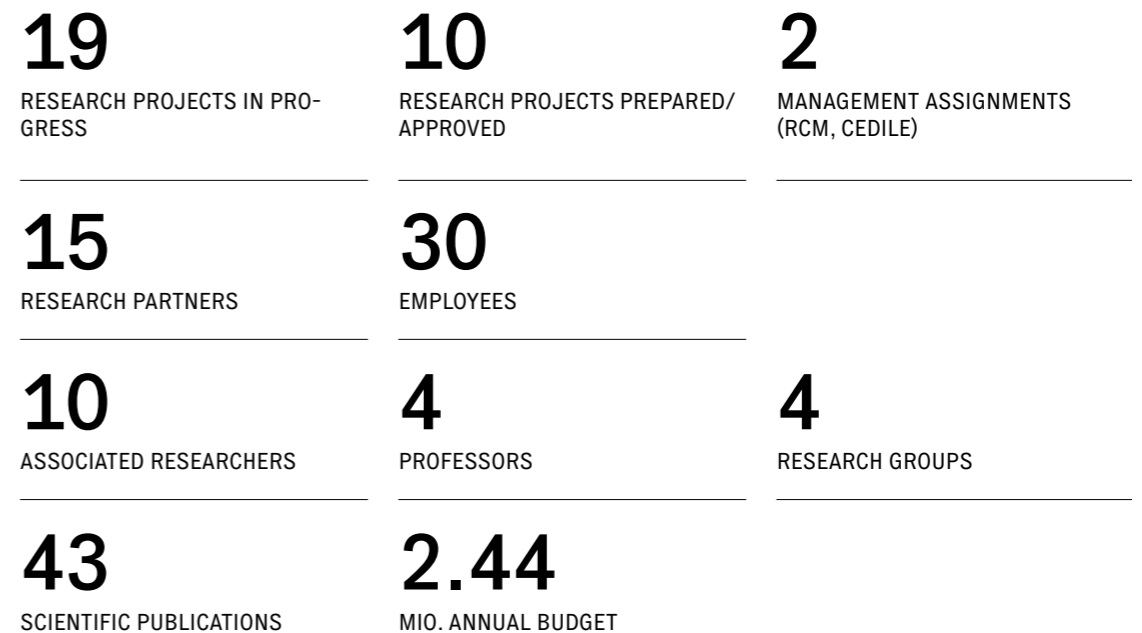 19
RESEARCH PROJECTS IN PRO-
GRESS
10
RESEARCH PROJECTS PREPARED/
APPROVED
2
MANAGEMENT ASSIGNMENTS
(RCM, CEDILE)
15
RESEARCH PARTNERS
30
EMPLOYEES
10
ASSOCIATED RESEARCHERS
4
PROFESSORS
4
RESEARCH GROUPS
43
SCIENTIFIC PUBLICATIONS
2.44
MIO. ANNUAL BUDGET